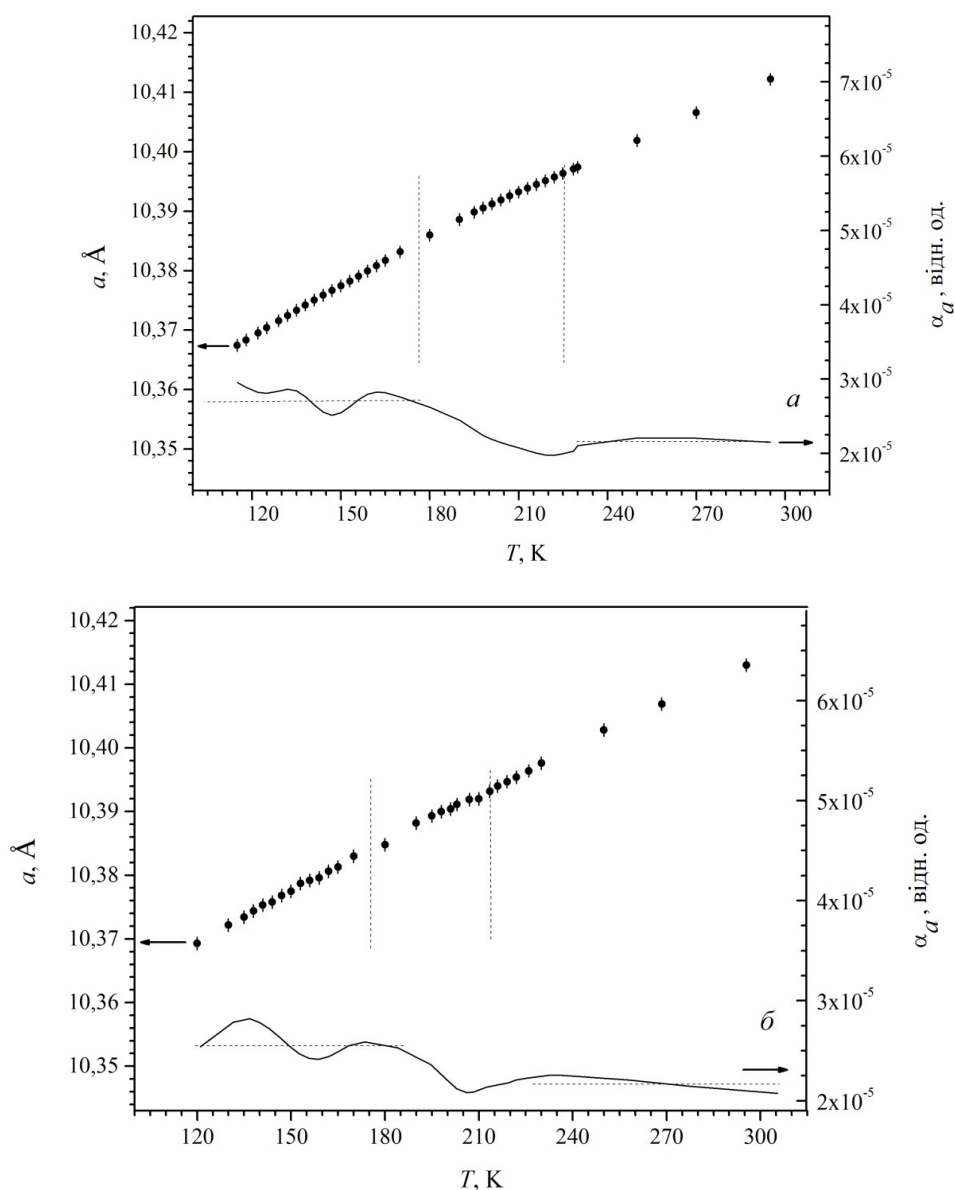 10,42
10,41
10,40
10,39
10,38
10,37
10,36
10,35
a, Å
7x10⁻⁵
6x10⁻⁵
5x10⁻⁵
4x10⁻⁵
3x10⁻⁵
2x10⁻⁵
αₐ, відн. од.
а
120 150 180 210 240 270 300
T, K
10,42
10,41
10,40
10,39
10,38
10,37
10,36
10,35
a, Å
6x10⁻⁵
5x10⁻⁵
4x10⁻⁵
3x10⁻⁵
2x10⁻⁵
αₐ, відн. од.
б
120 150 180 210 240 270 300
T, K